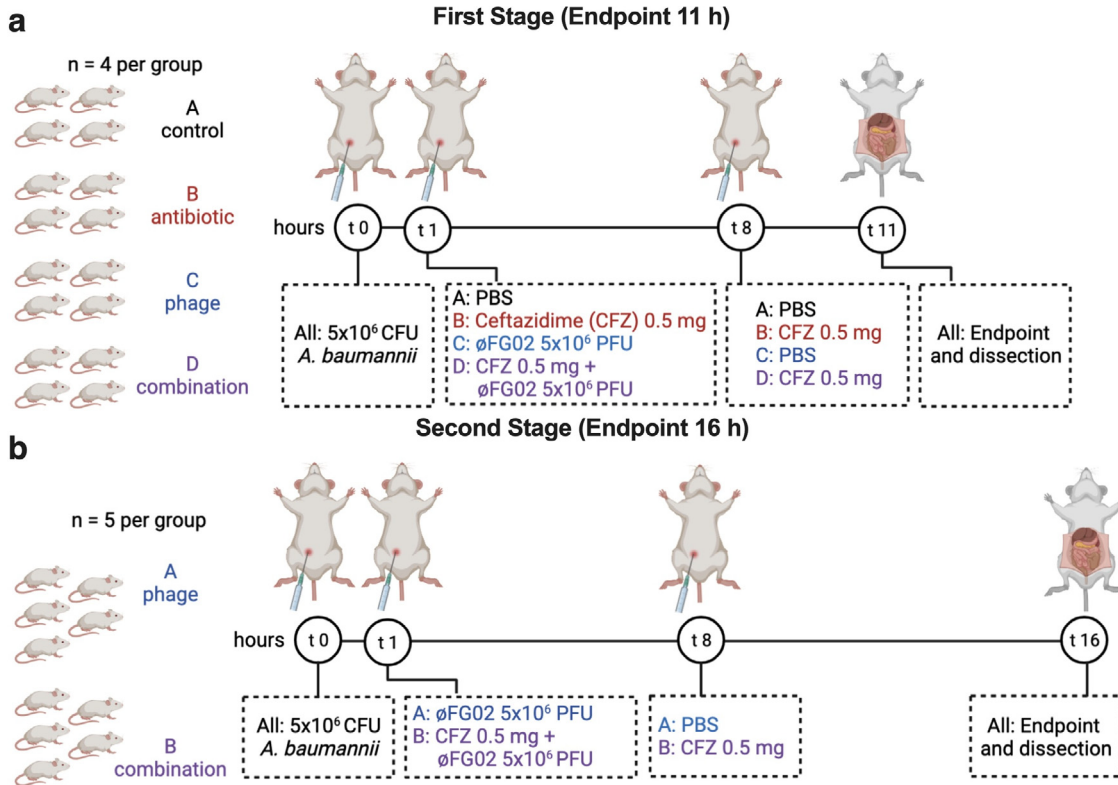 a
First Stage (Endpoint 11 h)
n = 4 per group
A
control
B
antibiotic
C
phage
D
combination
hours
t 0
t 1
t 8
t 11
All: 5x10⁶ CFU
A. baumannii
A: PBS
B: Ceftazidime (CFZ) 0.5 mg
C: øFG02 5x10⁶ PFU
D: CFZ 0.5 mg +
øFG02 5x10⁶ PFU
A: PBS
B: CFZ 0.5 mg
C: PBS
D: CFZ 0.5 mg
All: Endpoint
and dissection
b
Second Stage (Endpoint 16 h)
n = 5 per group
A
phage
B
combination
hours
t 0
t 1
t 8
t 16
All: 5x10⁶ CFU
A. baumannii
A: øFG02 5x10⁶ PFU
B: CFZ 0.5 mg +
øFG02 5x10⁶ PFU
A: PBS
B: CFZ 0.5 mg
All: Endpoint
and dissection